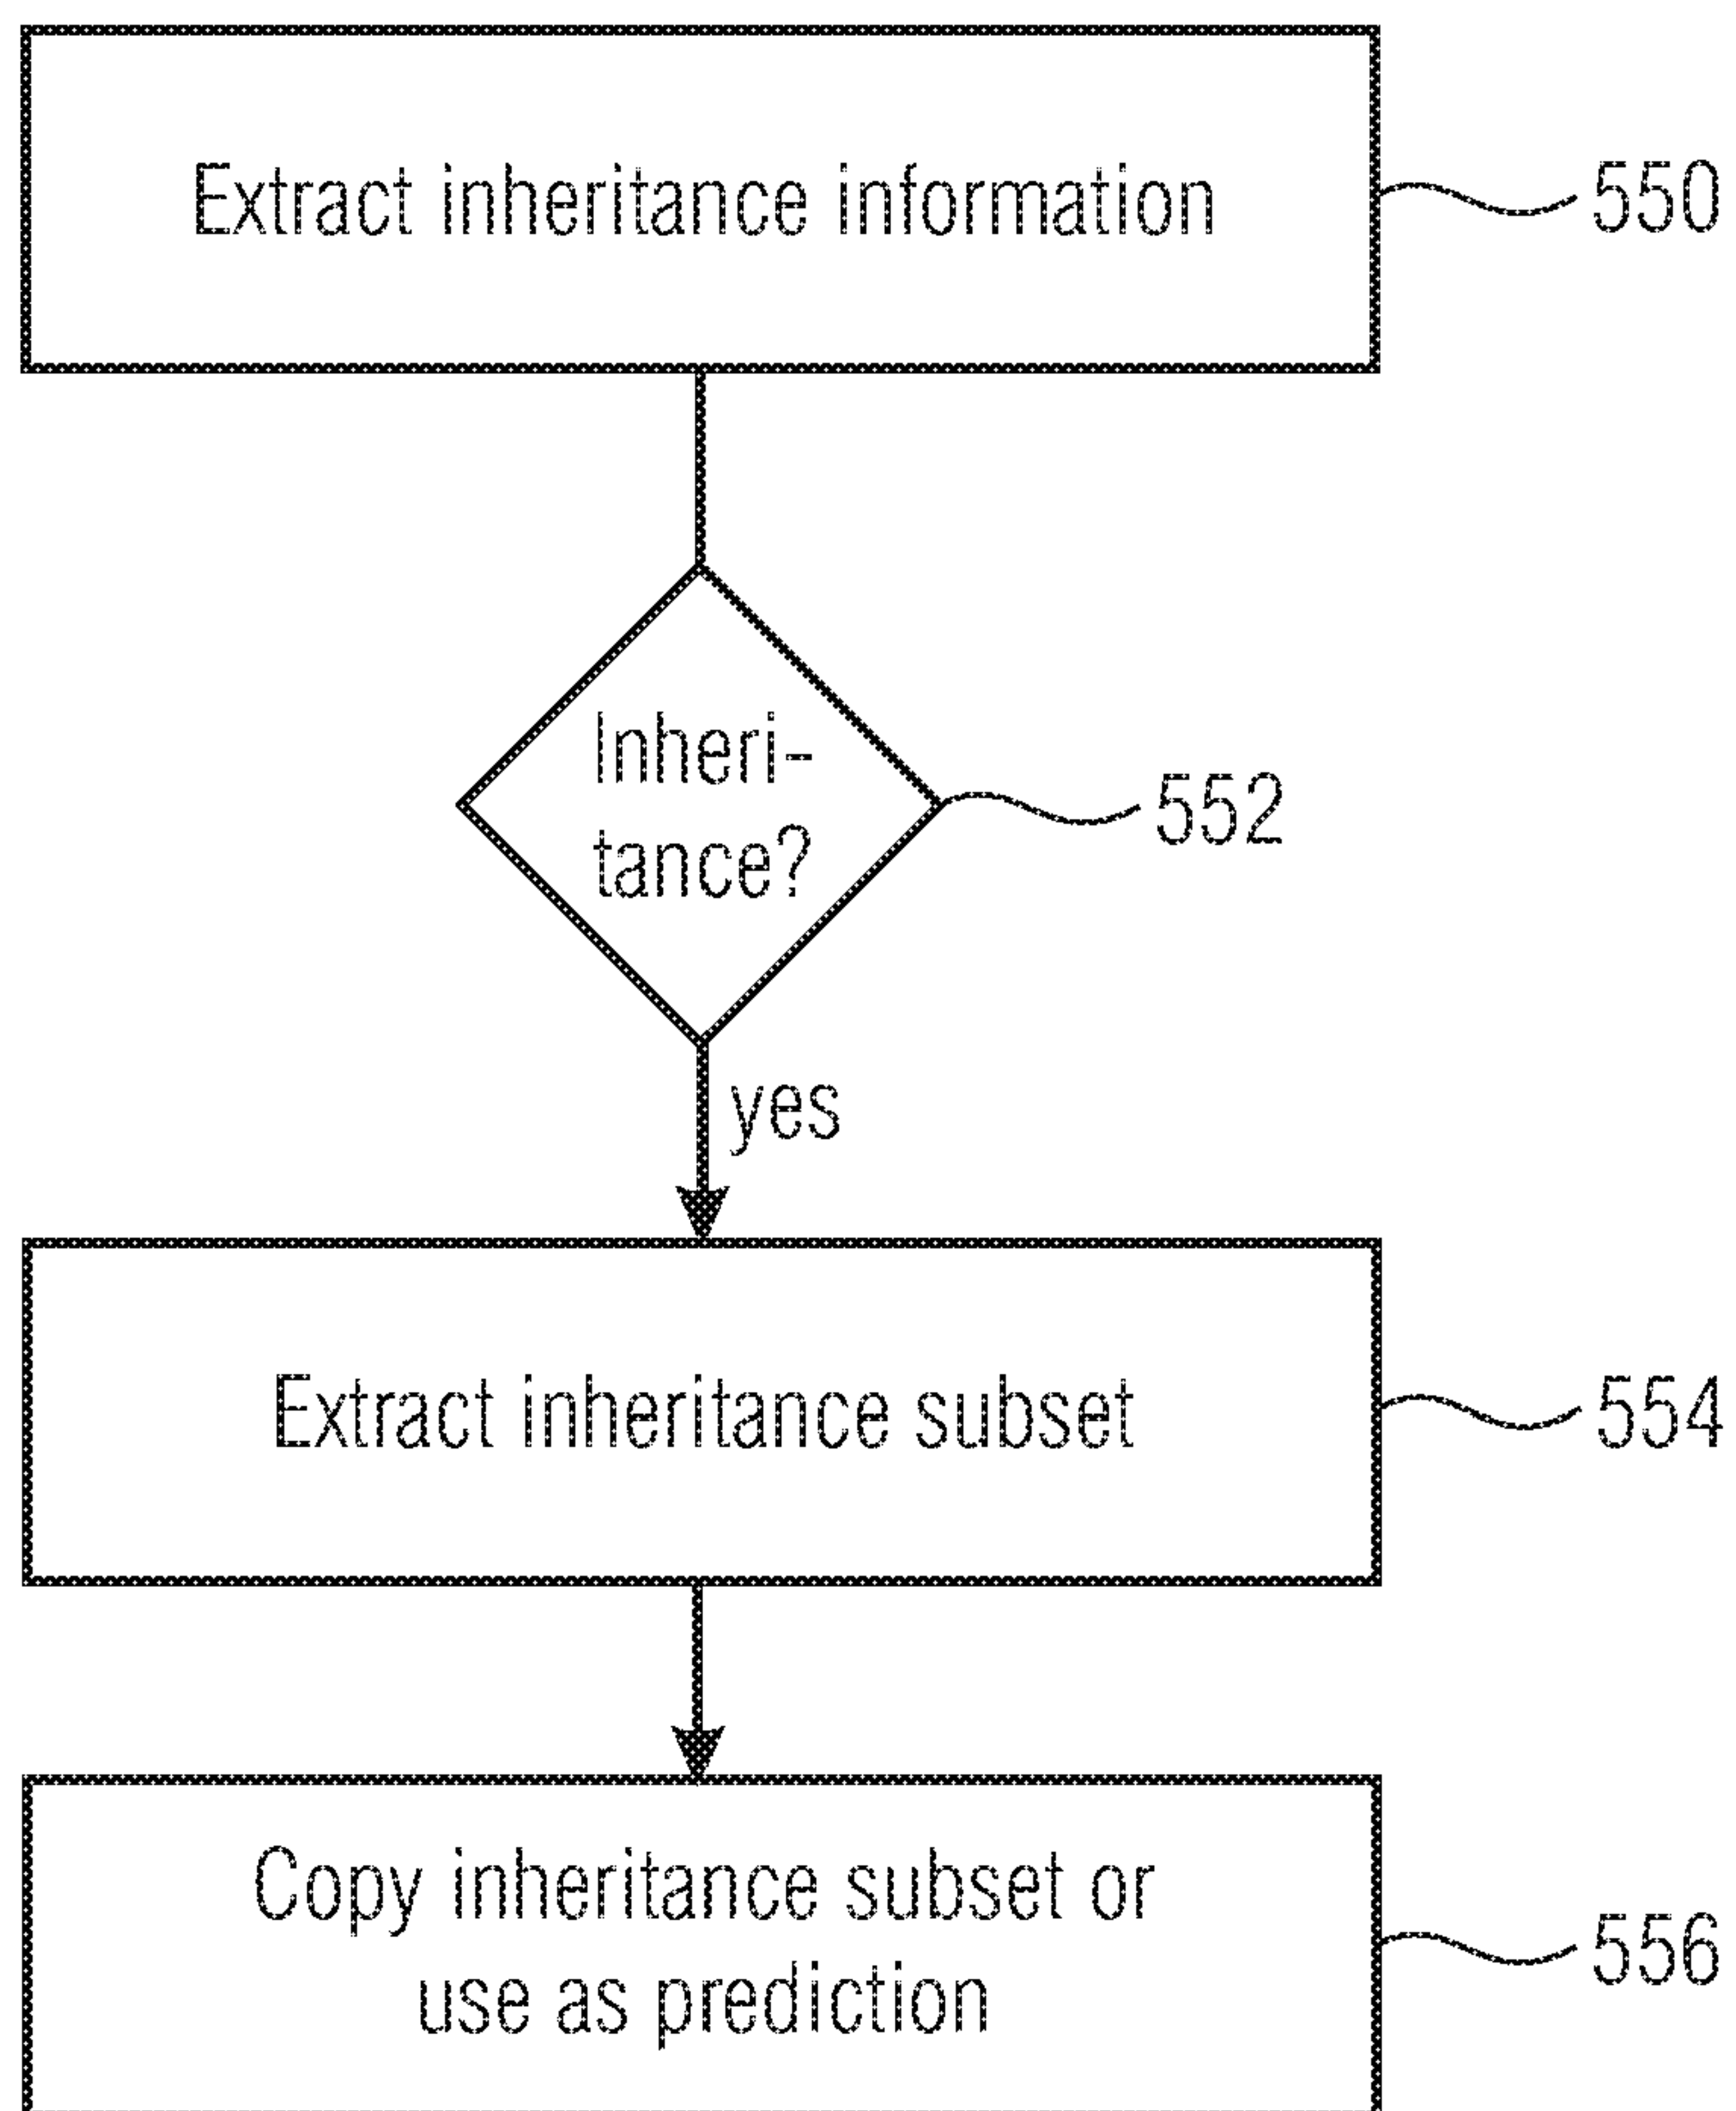 Extract inheritance information
550
Inheri-
tance?
552
yes
Extract inheritance subset
554
Copy inheritance subset or
use as prediction
556